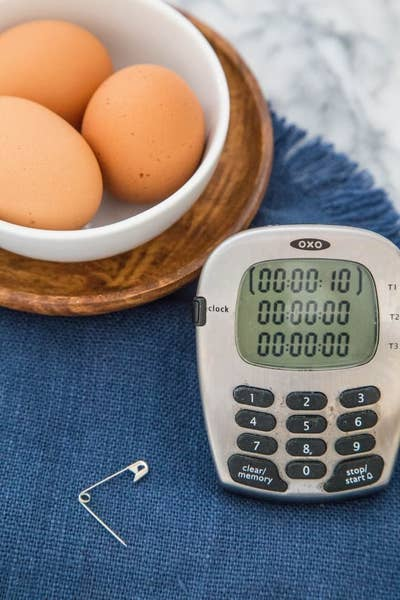 OXO
(00:00:10) T1
clock 00:00:00 T2
00:00:00 T3
1 2 3
4 5 6
7 8 9
clear/ 0 stop/
memory start